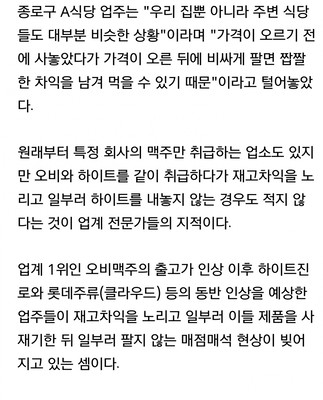 종로구 A식당 업주는 "우리 집뿐 아니라 주변 식당
들도 대부분 비슷한 상황"이라며 "가격이 오르기 전
에 사놓았다가 가격이 오른 뒤에 비싸게 팔면 짭짤
한 차익을 남겨 먹을 수 있기 때문"이라고 털어놓았
다.
원래부터 특정 회사의 맥주만 취급하는 업소도 있지
만 오비와 하이트를 같이 취급하다가 재고차익을 노
리고 일부러 하이트를 내놓지 않는 경우도 적지 않
다는 것이 업계 전문가들의 지적이다.
업계 1위인 오비맥주의 출고가 인상 이후 하이트진
로와 롯데주류(클라우드) 등의 동반 인상을 예상한
업주들이 재고차익을 노리고 일부러 이들 제품을 사
재기한 뒤 일부러 팔지 않는 매점매석 현상이 빚어
지고 있는 셈이다.